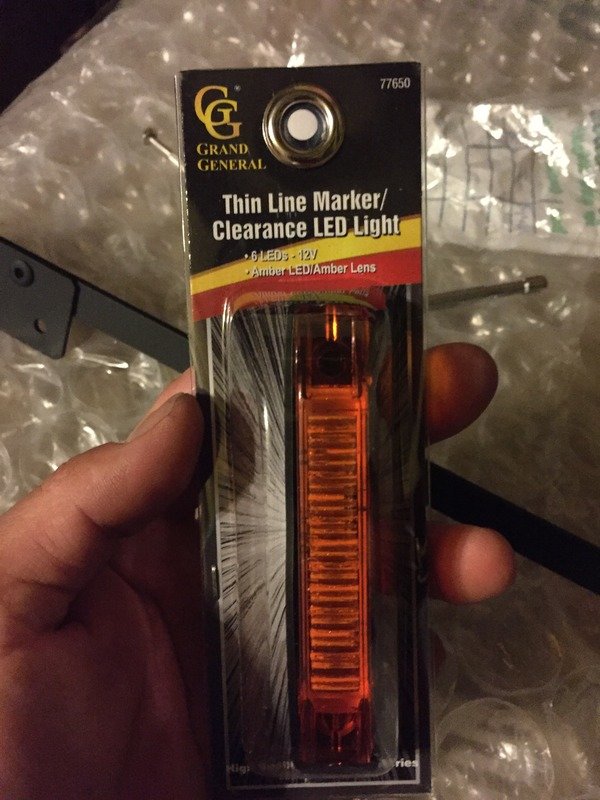 77650
GG®
GRAND
GENERAL
Thin Line Marker/
Clearance LED Light
• 6 LEDs - 12V
• Amber LED/Amber Lens